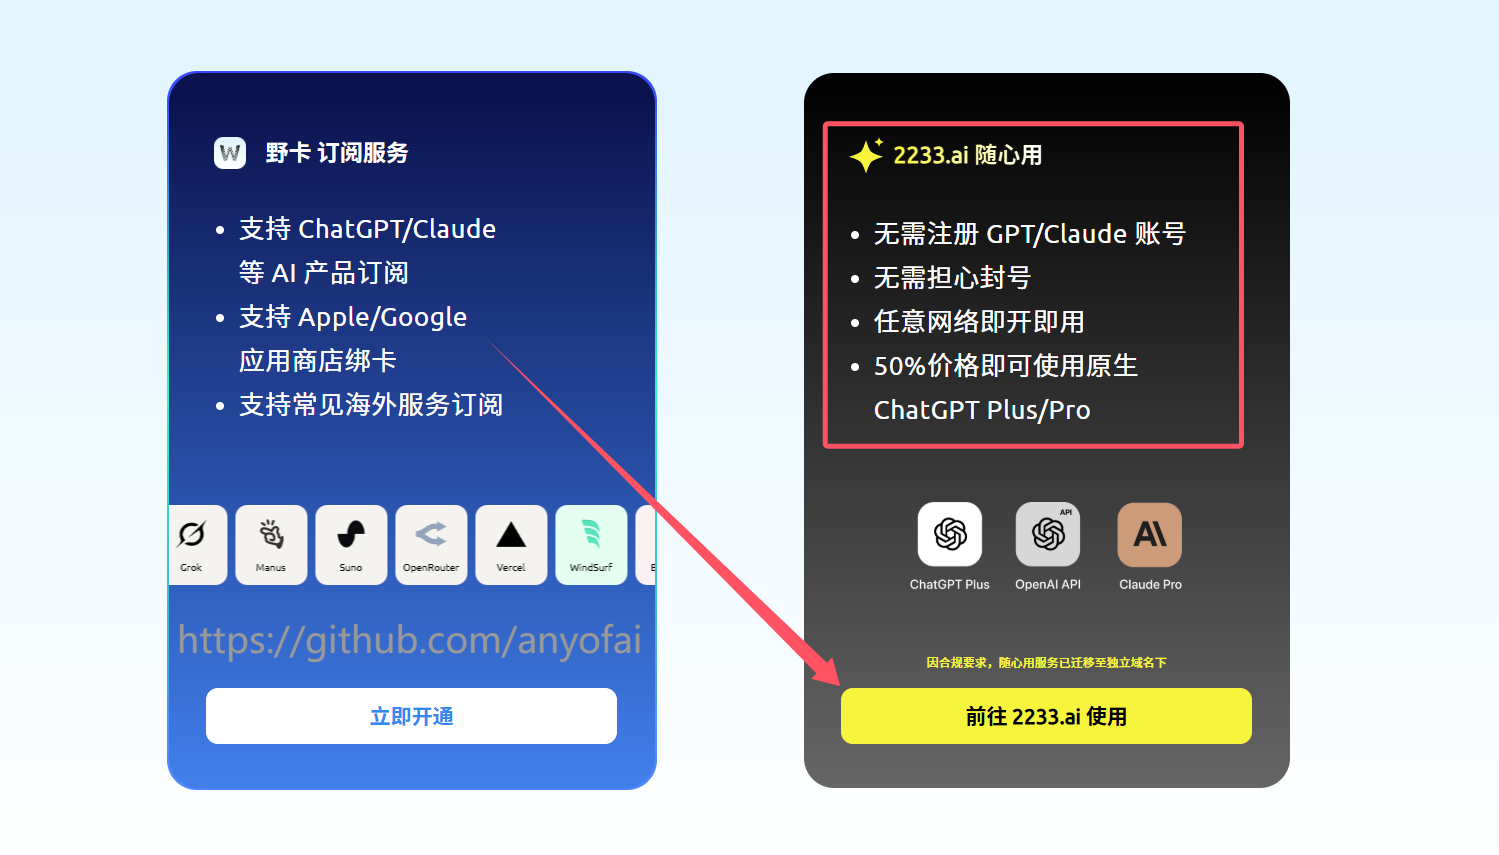 W 野卡 订阅服务
支持 ChatGPT/Claude
等 AI 产品订阅
支持 Apple/Google
应用商店绑卡
支持常见海外服务订阅
Grok
Manus
Suno
OpenRouter
Vercel
WindSurf
https://github.com/anyofai
立即开通
2233.ai 随心用
无需注册 GPT/Claude 账号
无需担心封号
任意网络即开即用
50%价格即可使用原生
ChatGPT Plus/Pro
API
ChatGPT Plus
OpenAI API
Claude Pro
因合规要求，随心用服务已迁移至独立域名下
前往 2233.ai 使用